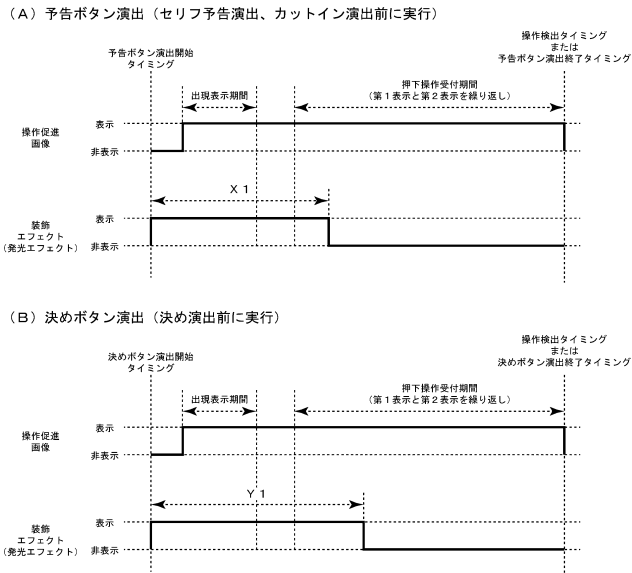 （Ａ）予告ボタン演出（セリフ予告演出、カットイン演出前に実行）
操作検出タイミング
または
予告ボタン演出終了タイミング
予告ボタン演出開始
タイミング
出現表示期間
押下操作受付期間
（第１表示と第２表示を繰り返し）
操作促進
画像
表示
非表示
Ｘ１
装飾
エフェクト
（発光エフェクト）
表示
非表示
（Ｂ）決めボタン演出（決め演出前に実行）
操作検出タイミング
または
決めボタン演出終了タイミング
決めボタン演出開始
タイミング
出現表示期間
押下操作受付期間
（第１表示と第２表示を繰り返し）
操作促進
画像
表示
非表示
Ｙ１
装飾
エフェクト
（発光エフェクト）
表示
非表示